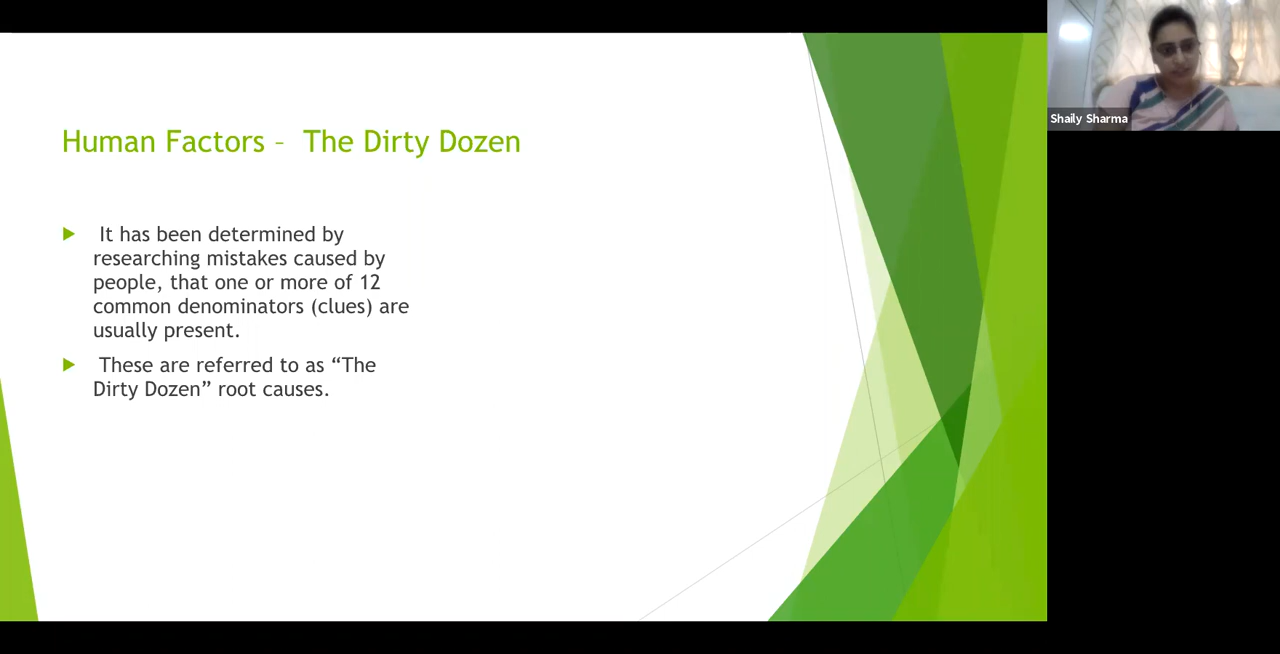 Human Factors – The Dirty Dozen
It has been determined by
researching mistakes caused by
people, that one or more of 12
common denominators (clues) are
usually present.
These are referred to as “The
Dirty Dozen” root causes.
Shaily Sharma